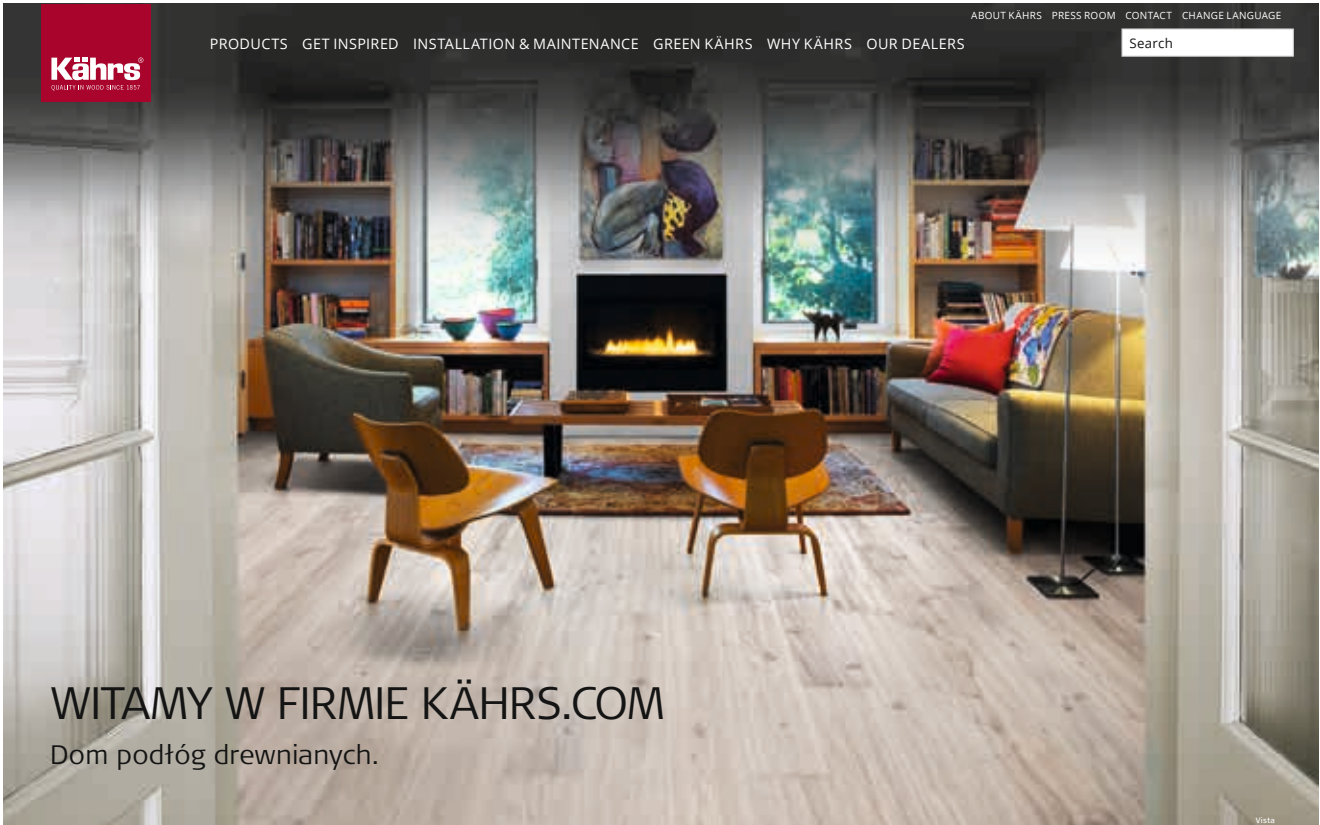 ABOUT KÄHRS PRESS ROOM CONTACT CHANGE LANGUAGE
PRODUCTS GET INSPIRED INSTALLATION & MAINTENANCE GREEN KÄHRS WHY KÄHRS OUR DEALERS
Search
Kährs®
QUALITY IN WOOD SINCE 1857
WITAMY W FIRMIE KÄHRS.COM
Dom podłóg drewnianych.
Vista